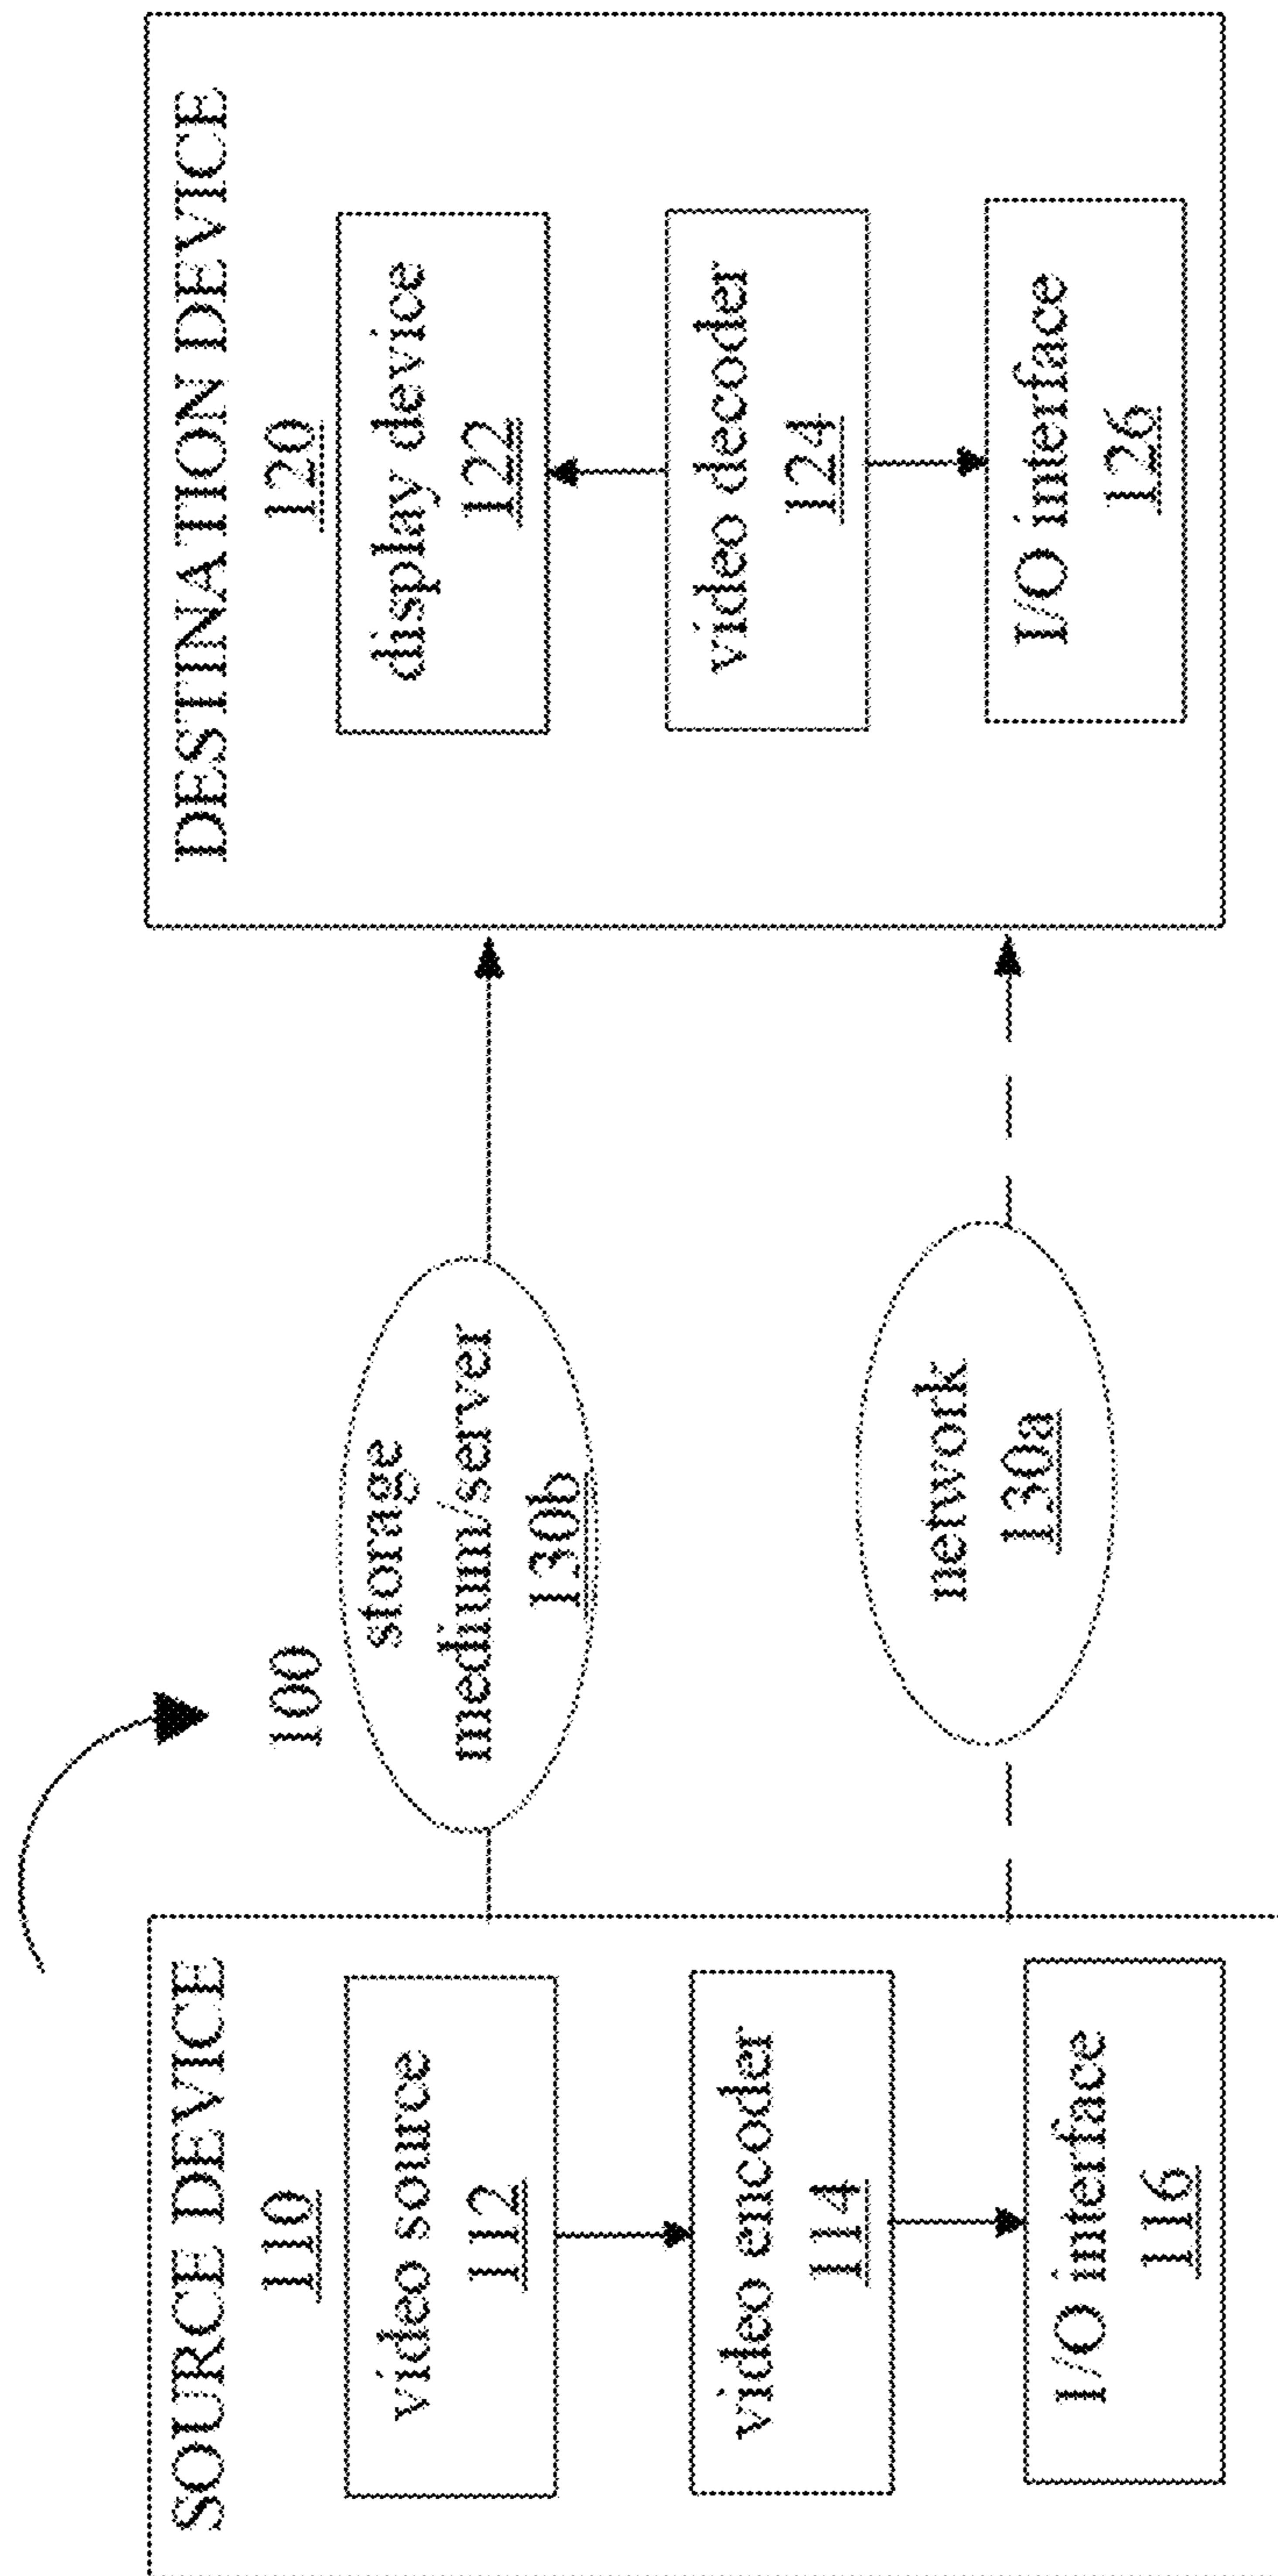 100
SOURCE DEVICE
110
video source
112
video encoder
114
I/O interface
116
storage
medium/server
130b
network
130a
DESTINATION DEVICE
120
display device
122
video decoder
124
I/O interface
126